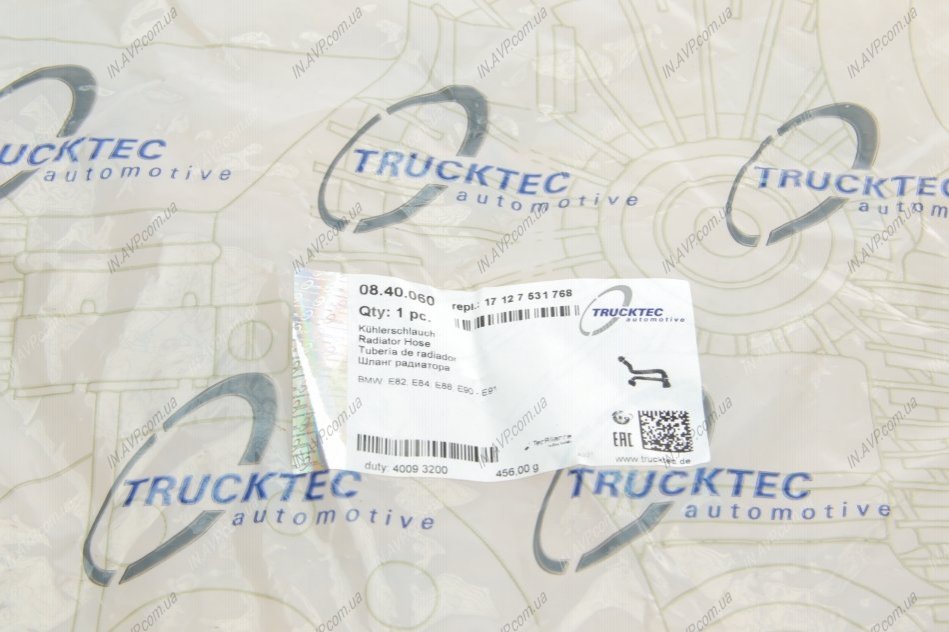 TRUCKTEC
automotive
TRUCKTEC
automotive
TRUCKTEC
automotive
08.40.060
repl.: 17 12 7 531 768
Qty: 1 pc.
Kühlerschlauch
Radiator Hose
Tuberia de radiador
Шланг радиатора
BMW E82, E84, E88, E90 - E91
TRUCKTEC
automotive
EAC
www.trucktec.de
duty: 4009 3200
456,00 g
TRUCKTEC
automotive
TRUCKTEC
automotive
IN.AVP.com.ua